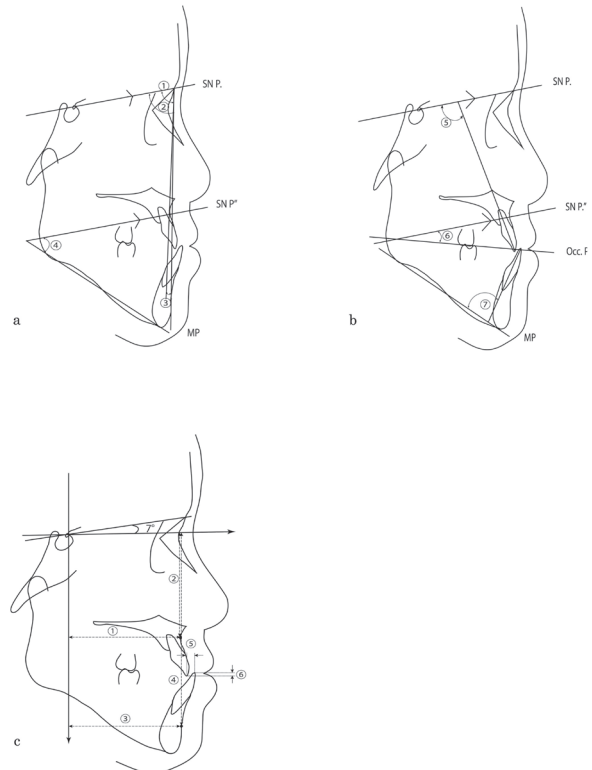 SN P.
①
②
SN P"
④
③
MP
a
SN P.
⑤
SN P."
⑥
Occ. P
⑦
MP
b
7°
②
①
⑤
④
⑥
③
c